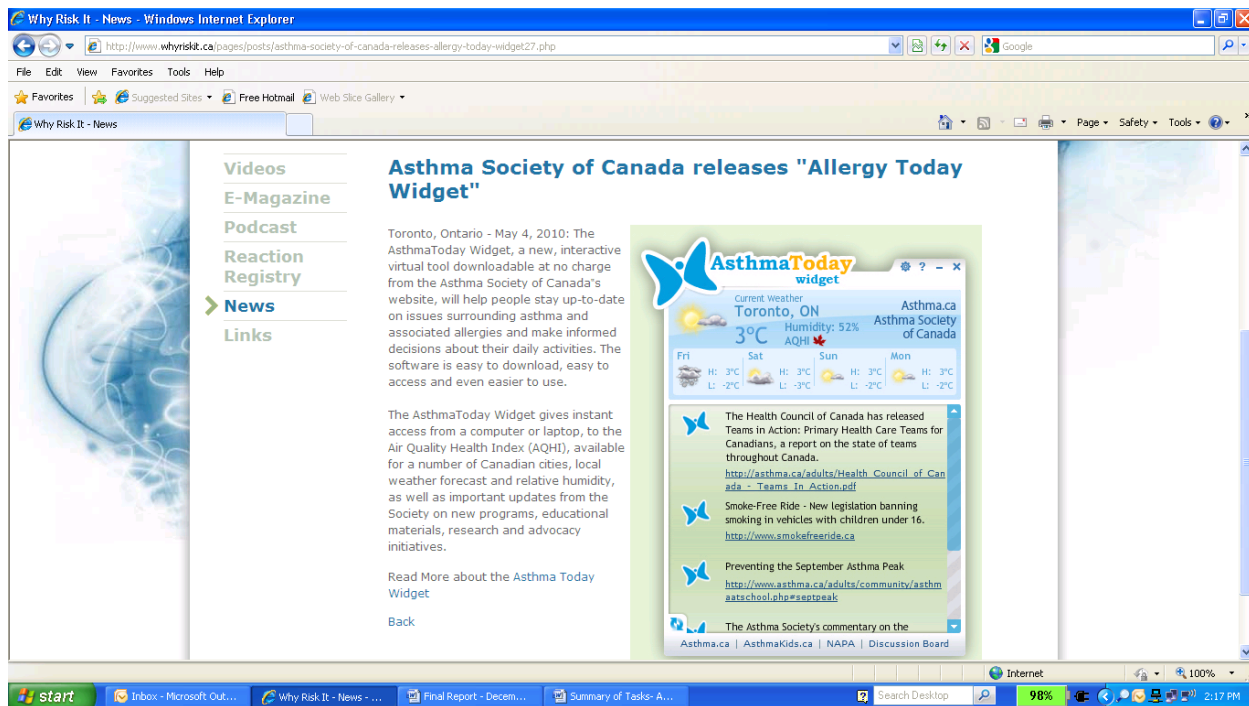 Why Risk It - News - Windows Internet Explorer
http://www.whyriskit.ca/pages/posts/asthma-society-of-canada-releases-allergy-today-widget27.php
Google
File Edit View Favorites Tools Help
Favorites Suggested Sites Free Hotmail Web Slice Gallery
Why Risk It - News
Page Safety Tools
Videos
E-Magazine
Podcast
Reaction
Registry
News
Links
Asthma Society of Canada releases "Allergy Today
Widget"
Toronto, Ontario - May 4, 2010: The
AsthmaToday Widget, a new, interactive
virtual tool downloadable at no charge
from the Asthma Society of Canada"s
website, will help people stay up-to-date
on issues surrounding asthma and
associated allergies and make informed
decisions about their daily activities. The
software is easy to download, easy to
access and even easier to use.
The AsthmaToday Widget gives instant
access from a computer or laptop, to the
Air Quality Health Index (AQHI), available
for a number of Canadian cities, local
weather forecast and relative humidity,
as well as important updates from the
Society on new programs, educational
materials, research and advocacy
initiatives.
Read More about the Asthma Today
Widget
Back
AsthmaToday
widget
? – ×
Current Weather
Toronto, ON
3°C
Humidity: 52%
AQHI
Asthma.ca
Asthma Society
of Canada
Fri Sat Sun Mon
H: 3°C H: 3°C H: 3°C H: 3°C
L: -2°C L: -3°C L: -2°C L: -2°C
The Health Council of Canada has released
Teams in Action: Primary Health Care Teams for
Canadians, a report on the state of teams
throughout Canada.
http://asthma.ca/adults/Health_Council_of_Can
ada_-_Teams_In_Action.pdf
Smoke-Free Ride - New legislation banning
smoking in vehicles with children under 16.
http://www.smokefreeride.ca
Preventing the September Asthma Peak
http://www.asthma.ca/adults/community/asthm
aatschool.php#septpeak
The Asthma Society's commentary on the
Asthma.ca | AsthmaKids.ca | NAPA | Discussion Board
Internet 100%
start Inbox - Microsoft Out... Why Risk It - News - ... Final Report - Decem... Summary of Tasks- A... Search Desktop 98% 2:17 PM